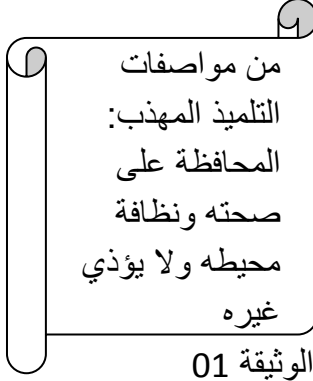 من مواصفات
التلميذ المهذب:
المحافظة على
صحته ونظافة
محيطه ولا يؤذي
غيره
الوثيقة 01